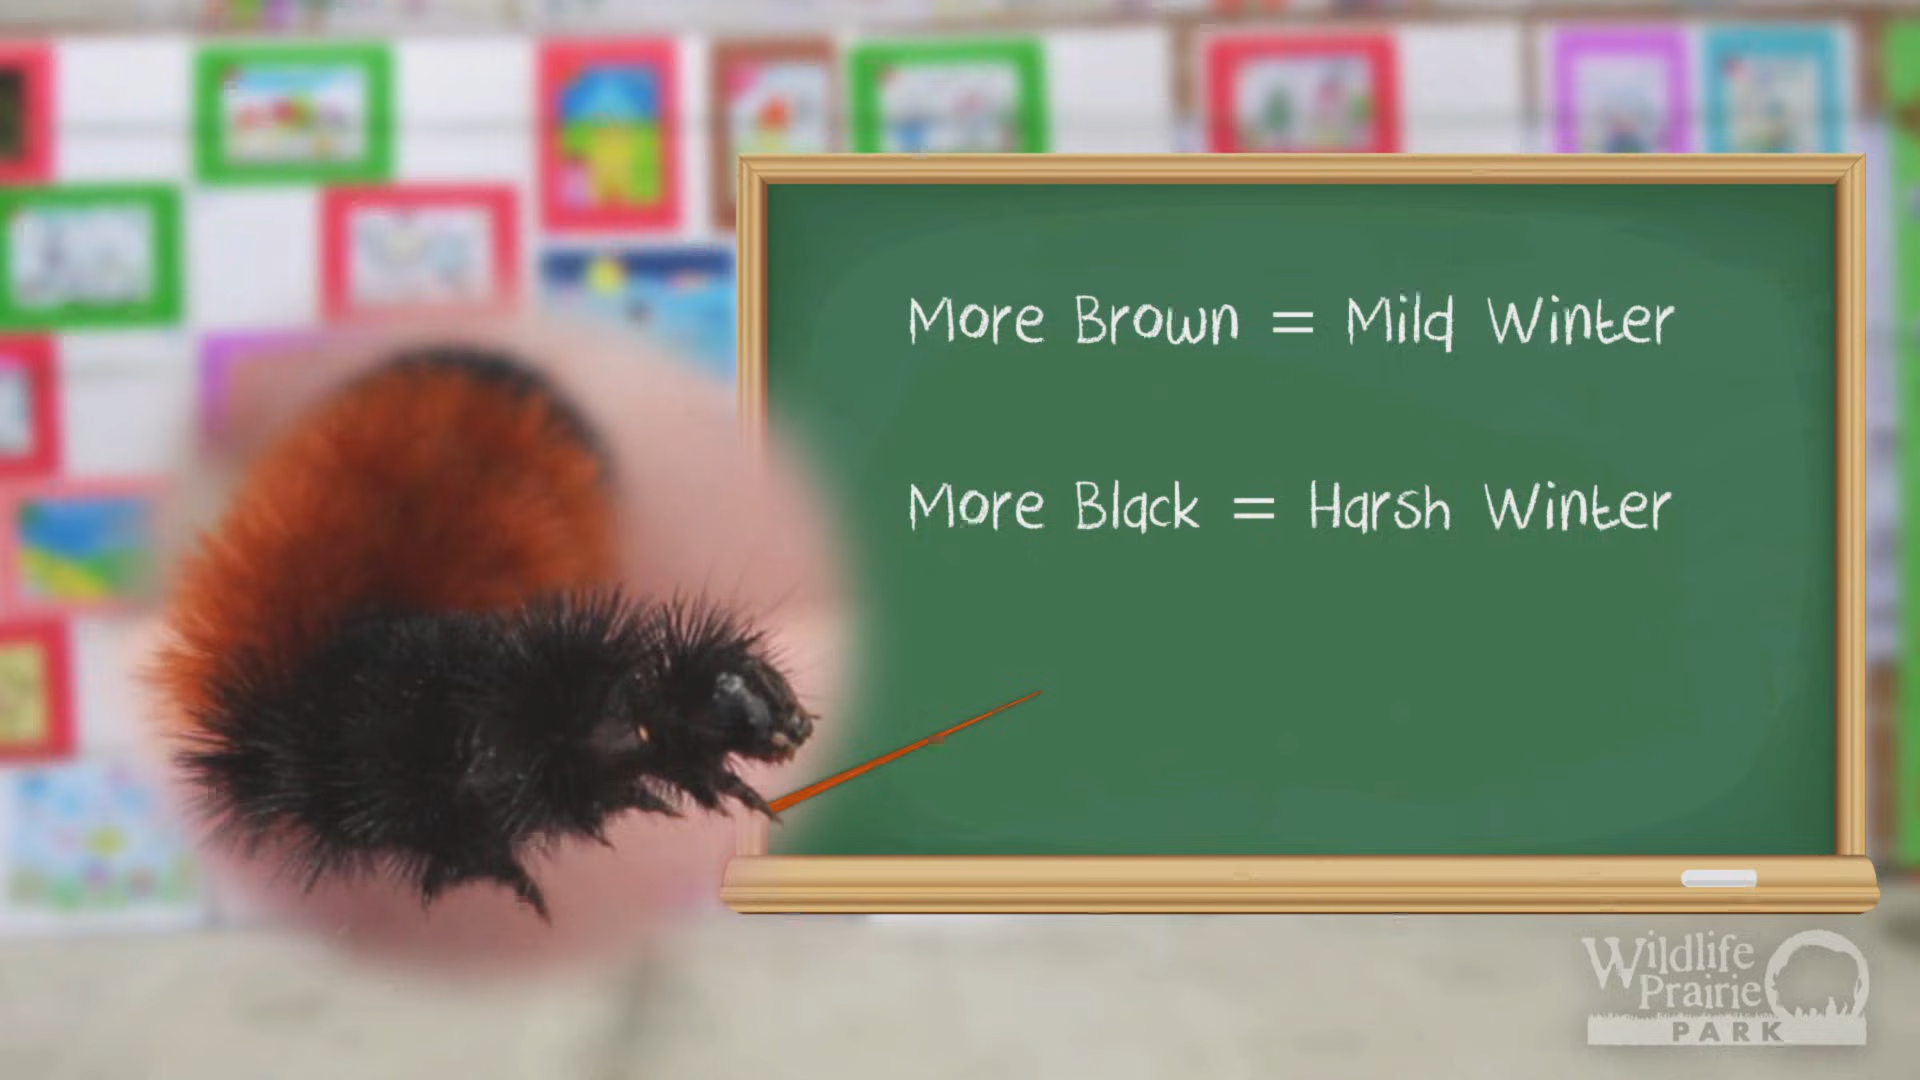 More Brown = Mild Winter
More Black = Harsh Winter
Wildlife
Prairie
PARK